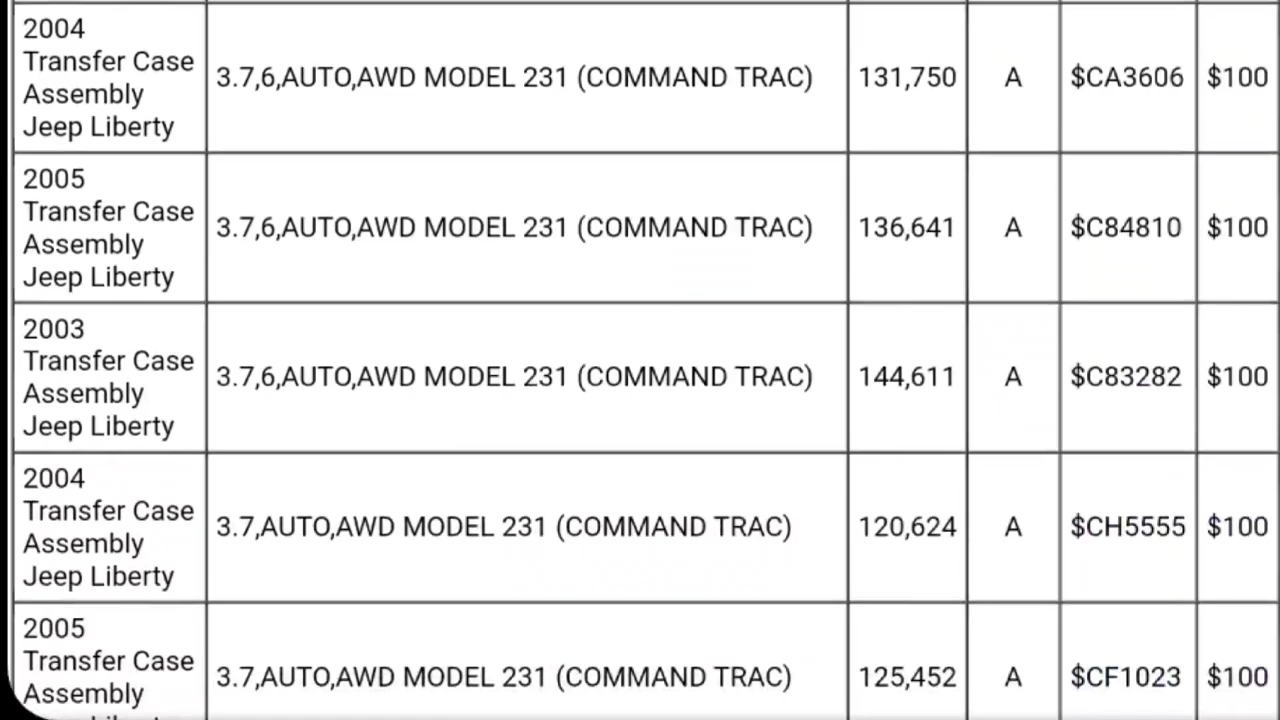 2004
Transfer Case
Assembly
Jeep Liberty
3.7,6,AUTO,AWD MODEL 231 (COMMAND TRAC)
131,750
A
$CA3606
$100
2005
Transfer Case
Assembly
Jeep Liberty
3.7,6,AUTO,AWD MODEL 231 (COMMAND TRAC)
136,641
A
$C84810
$100
2003
Transfer Case
Assembly
Jeep Liberty
3.7,6,AUTO,AWD MODEL 231 (COMMAND TRAC)
144,611
A
$C83282
$100
2004
Transfer Case
Assembly
Jeep Liberty
3.7,AUTO,AWD MODEL 231 (COMMAND TRAC)
120,624
A
$CH5555
$100
2005
Transfer Case
Assembly
3.7,AUTO,AWD MODEL 231 (COMMAND TRAC)
125,452
A
$CF1023
$100